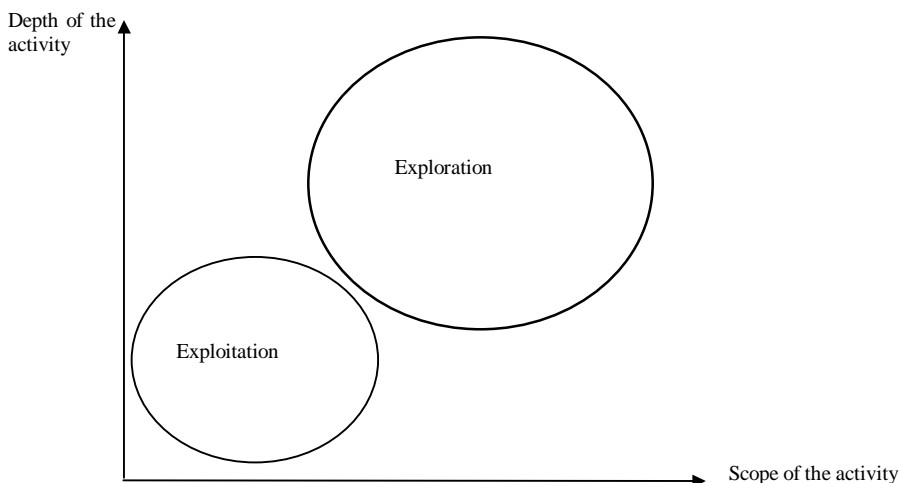 Depth of the
activity
Exploration
Exploitation
Scope of the activity